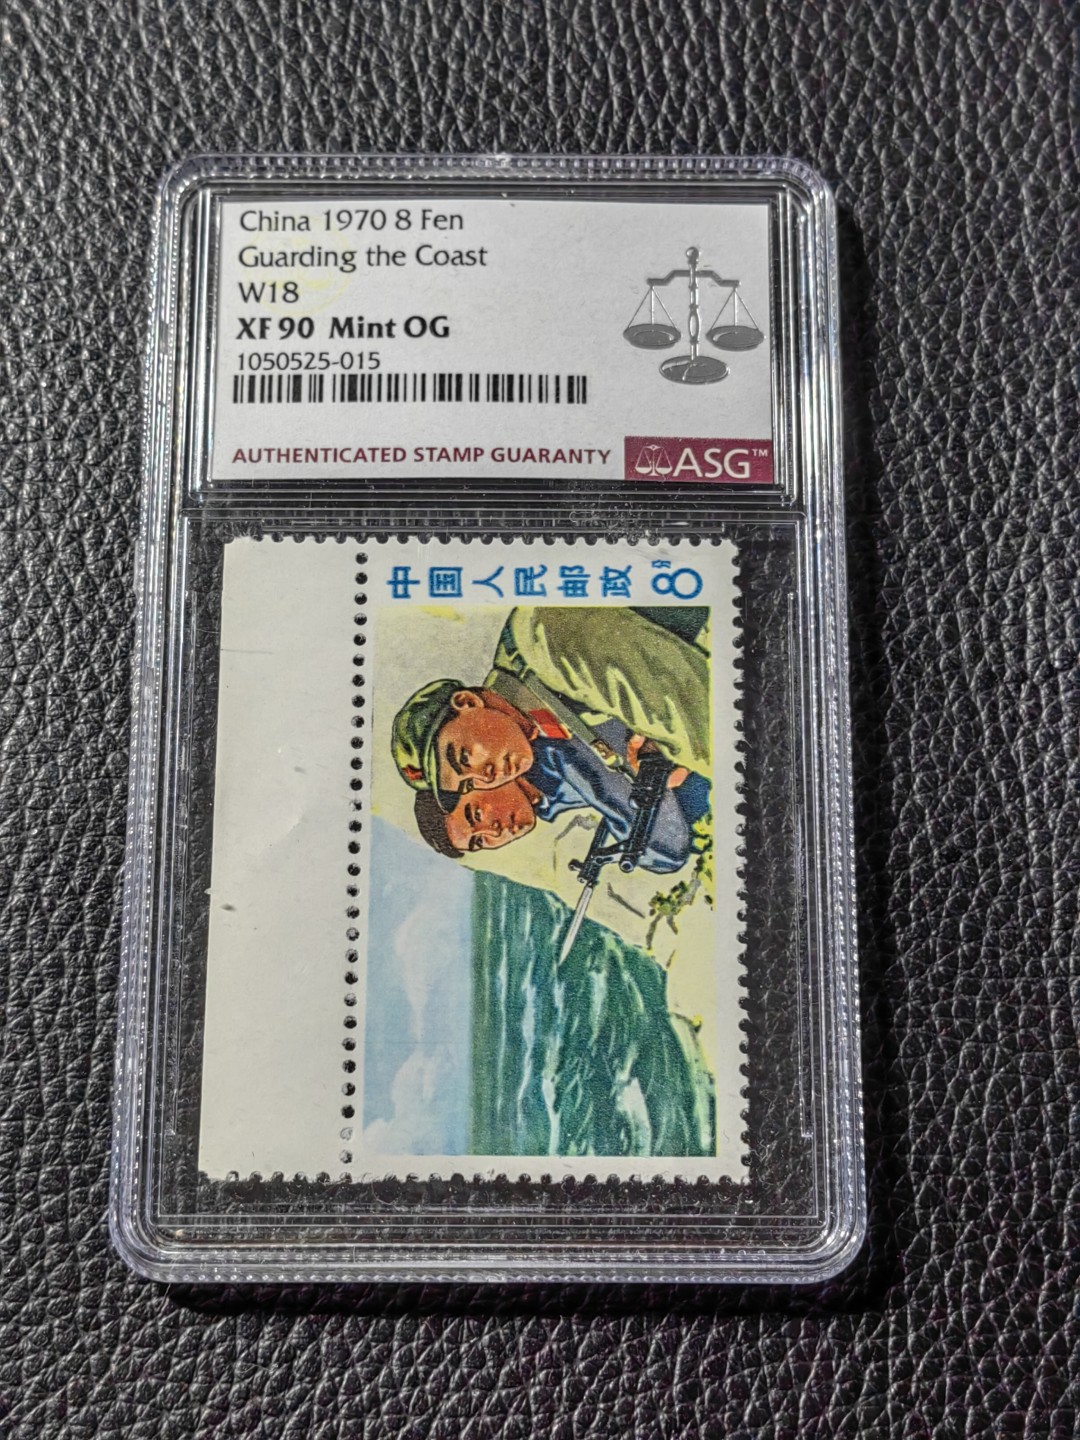 China 1970 8 Fen
Guarding the Coast
W18
XF 90 Mint OG
1050525-015
AUTHENTICATED STAMP GUARANTY
ASG™
中国人民邮政 8分